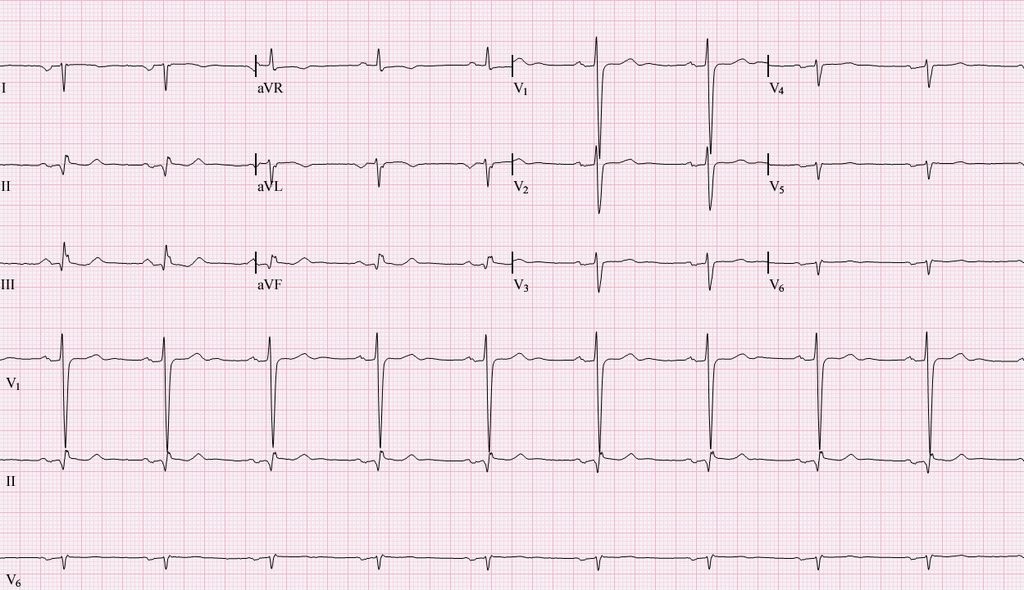 I aVR V₁ V₄
II aVL V₂ V₅
III aVF V₃ V₆
V₁
II
V₆